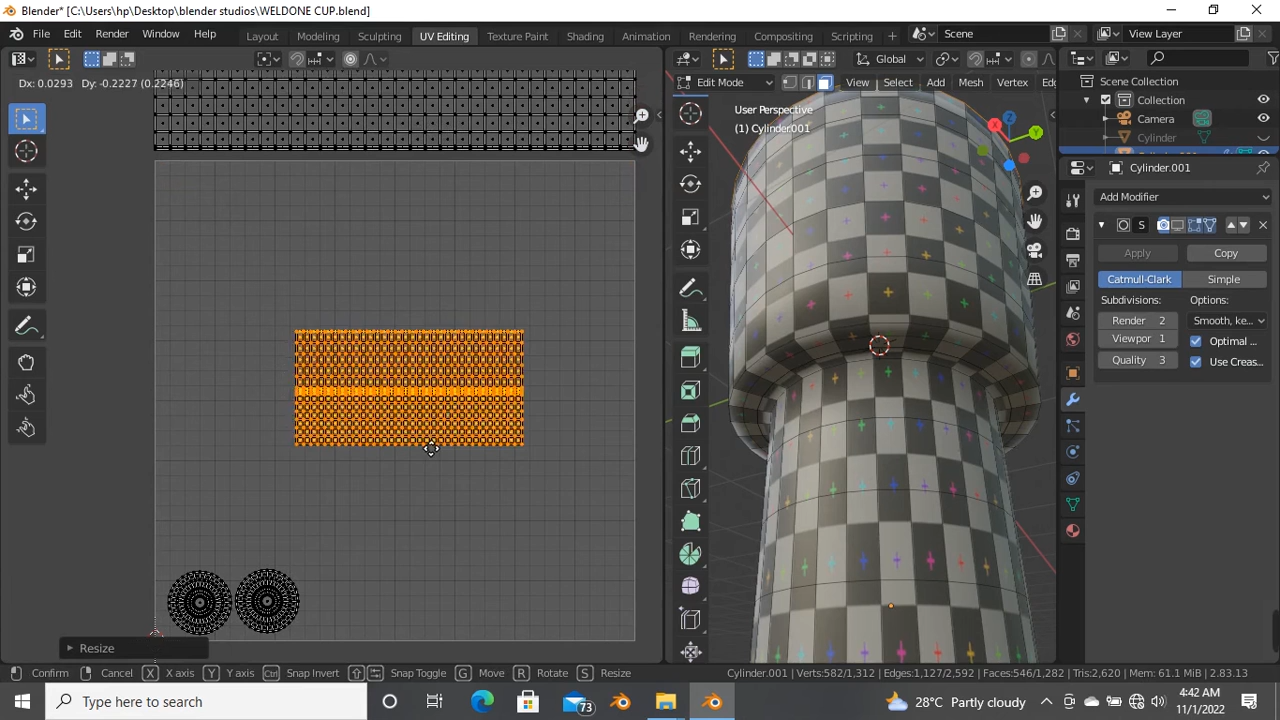 Blender* [C:\Users\hp\Desktop\blender studios\WELDONE CUP.blend]
File Edit Render Window Help Layout Modeling Sculpting UV Editing Texture Paint Shading Animation Rendering Compositing Scripting + Scene View Layer
Dx: 0.0293 Dy: -0.2227 (0.2246)
Global
Edit Mode View Select Add Mesh Vertex Ed
User Perspective
(1) Cylinder.001
X Y Z
Scene Collection
Collection
Camera
Cylinder
Cylinder.001
Add Modifier
S
Apply Copy
Catmull-Clark Simple
Subdivisions: Options:
Render 2 Smooth, ke...
Viewpor 1 Optimal ...
Quality 3 Use Creas...
Resize
Confirm Cancel X X axis Y Y axis Ctrl Snap Invert Snap Toggle G Move R Rotate S Resize Cylinder.001 | Verts:582/1,312 | Edges:1,127/2,592 | Faces:546/1,282 | Tris:2,620 | Mem: 61.1 MiB | 2.83.13
Type here to search
73
28°C Partly cloudy
4:42 AM
11/1/2022